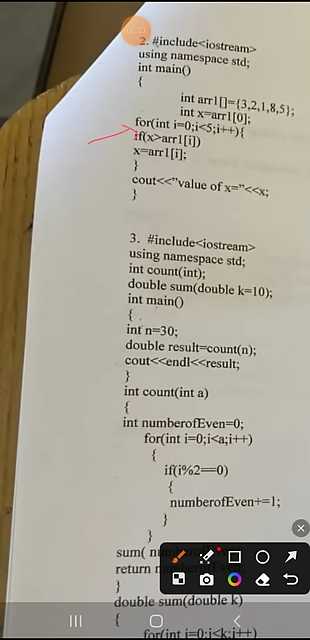 2. #include<iostream>
using namespace std;
int main()
{
int arr1[]={3,2,1,8,5};
int x=arr1[0];
for(int i=0;i<5;i++){
if(x>arr1[i])
x=arr1[i];
}
cout<<"value of x="<<x;
}
3. #include<iostream>
using namespace std;
int count(int);
double sum(double k=10);
int main()
{
int n=30;
double result=count(n);
cout<<endl<<result;
}
int count(int a)
{
int numberofEven=0;
for(int i=0;i<a;i++)
{
if(i%2==0)
{
numberofEven+=1;
}
}
sum(
return
}
double sum(double k)
{
for(int i=0;i<k;i++)